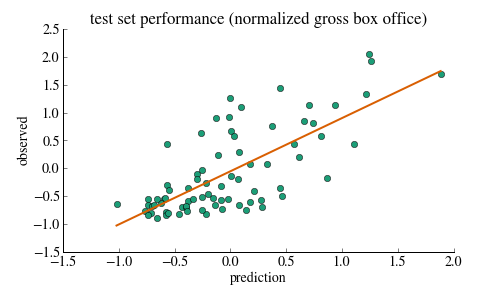 test set performance (normalized gross box office)
2.5
2.0
1.5
1.0
0.5
0.0
−0.5
−1.0
−1.5
observed
−1.5 −1.0 −0.5 0.0 0.5 1.0 1.5 2.0
prediction